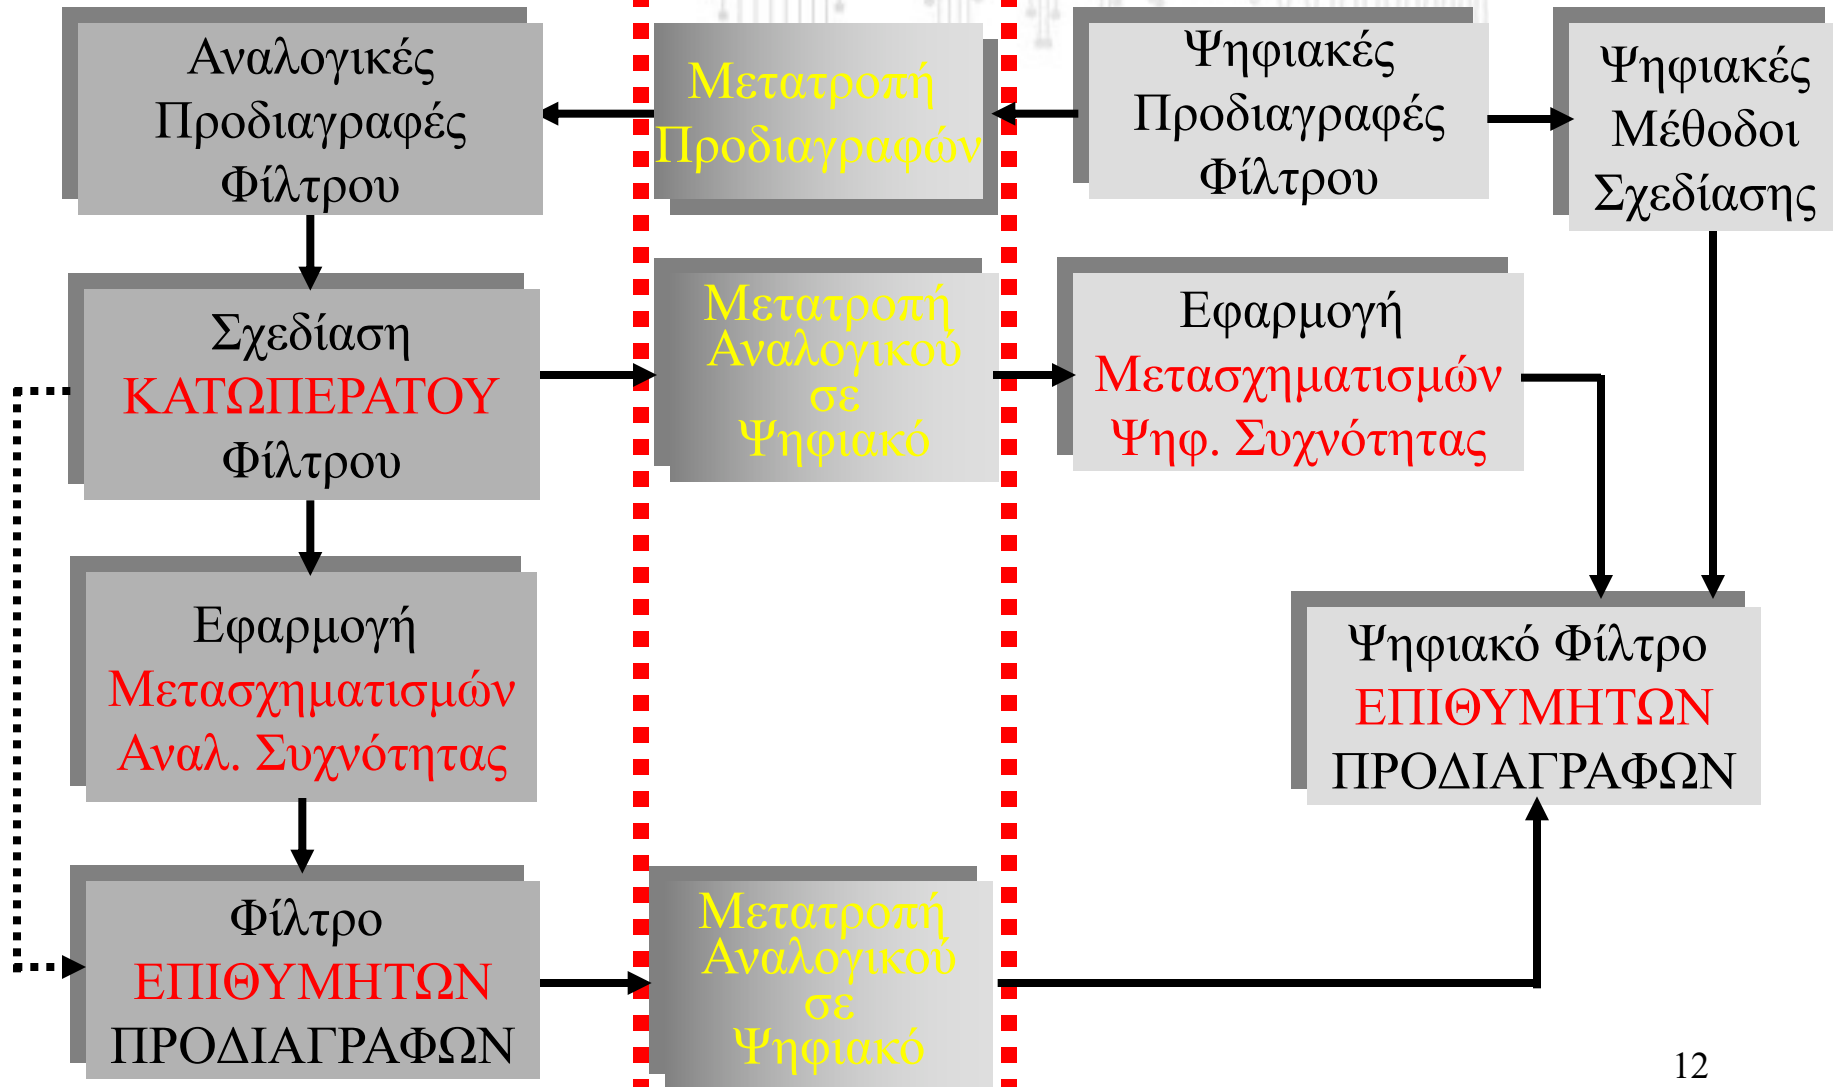 Αναλογικές
Προδιαγραφές
Φίλτρου
Μετατροπή
Προδιαγραφών
Ψηφιακές
Προδιαγραφές
Φίλτρου
Ψηφιακές
Μέθοδοι
Σχεδίασης
Σχεδίαση
ΚΑΤΩΠΕΡΑΤΟΥ
Φίλτρου
Μετατροπή
Αναλογικού
σε
Ψηφιακό
Εφαρμογή
Μετασχηματισμών
Ψηφ. Συχνότητας
Εφαρμογή
Μετασχηματισμών
Αναλ. Συχνότητας
Ψηφιακό Φίλτρο
ΕΠΙΘΥΜΗΤΩΝ
ΠΡΟΔΙΑΓΡΑΦΩΝ
Φίλτρο
ΕΠΙΘΥΜΗΤΩΝ
ΠΡΟΔΙΑΓΡΑΦΩΝ
Μετατροπή
Αναλογικού
σε
Ψηφιακό
12